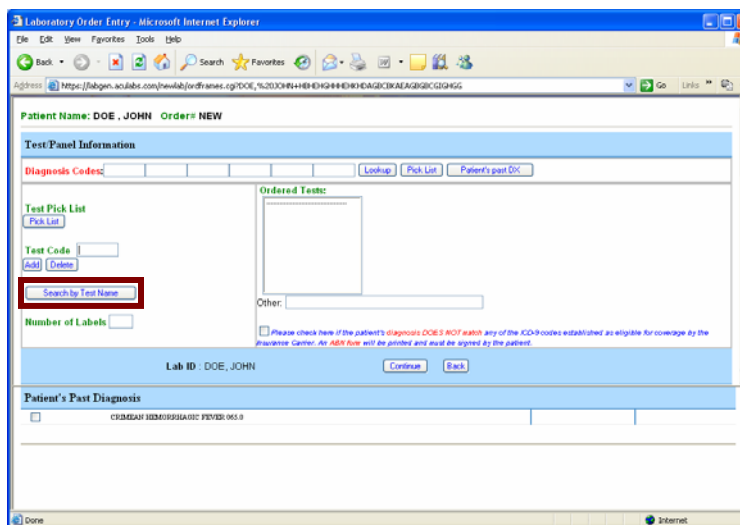 Laboratory Order Entry - Microsoft Internet Explorer
File Edit View Favorites Tools Help
Back Search Favorites
Address https://labgen.aculabs.com/newlab/ordframes.cgi?DOE,%20JOHN Go Links
Patient Name: DOE , JOHN Order# NEW
Test/Panel Information
Diagnosis Codes: Lookup Pick List Patient's past DX
Ordered Tests:
Test Pick List
Pick List
Test Code
Add Delete
Search by Test Name
Other:
Number of Labels
Please check here if the patient's diagnosis DOES NOT match any of the ICD-9 codes established as eligible for coverage by the
Insurance Carrier. An ABN form will be printed and must be signed by the patient.
Lab ID : DOE, JOHN Continue Back
Patient's Past Diagnosis
CRIMEAN HEMORRHAGIC FEVER 065.0
Done Internet